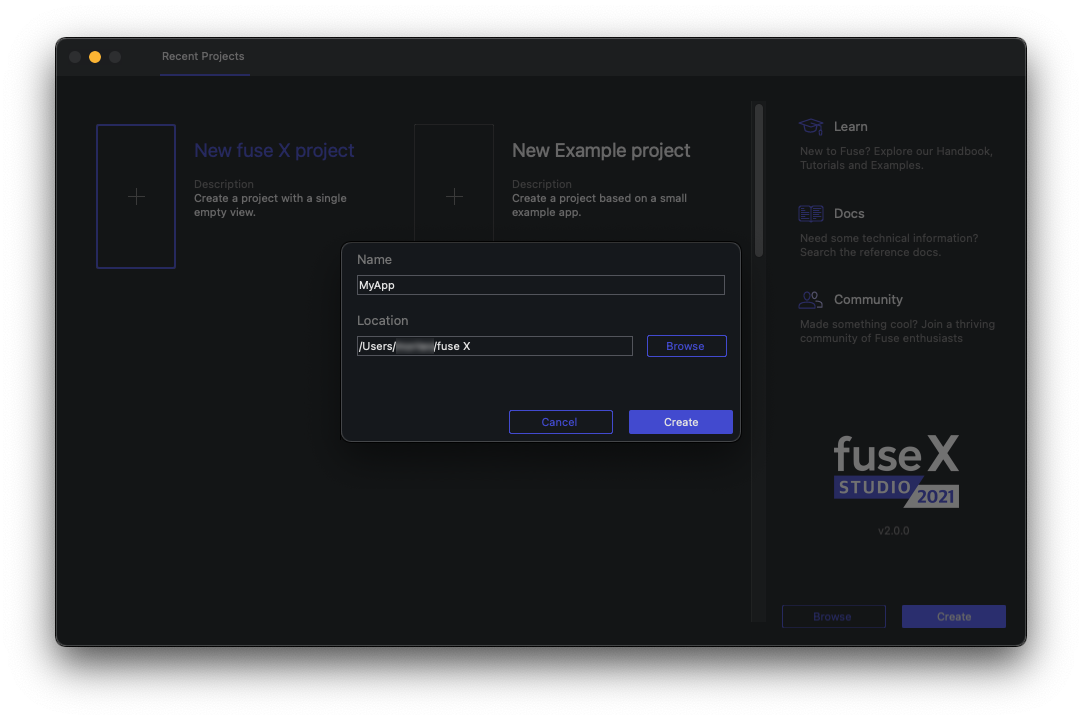 Recent Projects
New fuse X project
Description
Create a project with a single
empty view.
New Example project
Description
Create a project based on a small
example app.
Name
MyApp
Location
/Users/ /fuse X
Browse
Cancel
Create
Learn
New to Fuse? Explore our Handbook,
Tutorials and Examples.
Docs
Need some technical information?
Search the reference docs.
Community
Made something cool? Join a thriving
community of Fuse enthusiasts
fuse X
STUDIO
2021
v2.0.0
Browse
Create